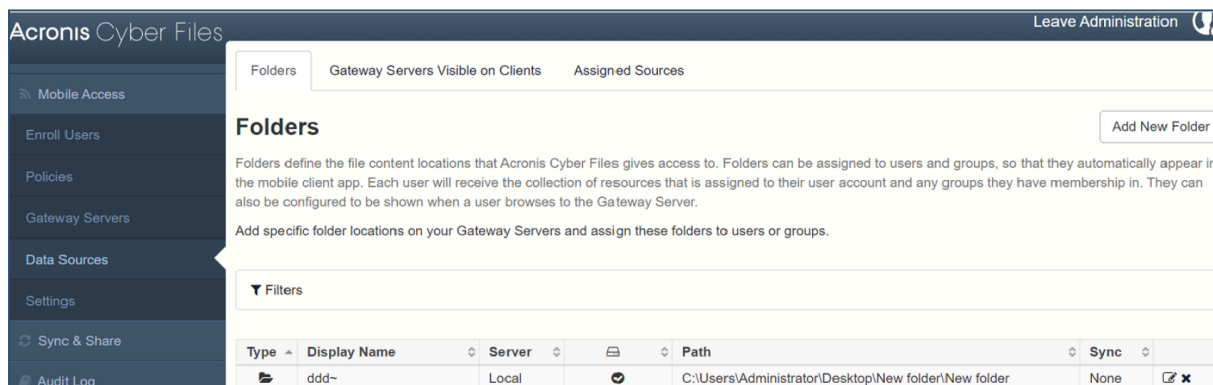 Acronis Cyber Files
Leave Administration
Mobile Access
Enroll Users
Policies
Gateway Servers
Data Sources
Settings
Sync & Share
Audit Log
Folders Gateway Servers Visible on Clients Assigned Sources
Folders
Add New Folder
Folders define the file content locations that Acronis Cyber Files gives access to. Folders can be assigned to users and groups, so that they automatically appear in
the mobile client app. Each user will receive the collection of resources that is assigned to their user account and any groups they have membership in. They can
also be configured to be shown when a user browses to the Gateway Server.
Add specific folder locations on your Gateway Servers and assign these folders to users or groups.
Filters
Type Display Name Server Path Sync
ddd~ Local C:\Users\Administrator\Desktop\New folder\New folder None